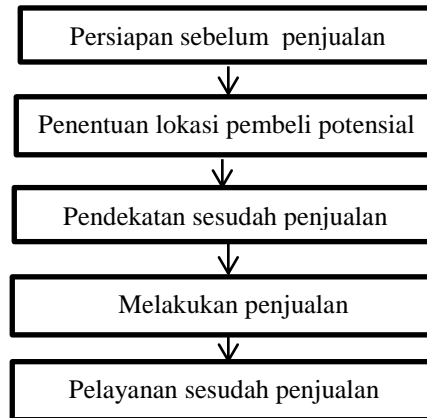 Persiapan sebelum penjualan
Penentuan lokasi pembeli potensial
Pendekatan sesudah penjualan
Melakukan penjualan
Pelayanan sesudah penjualan